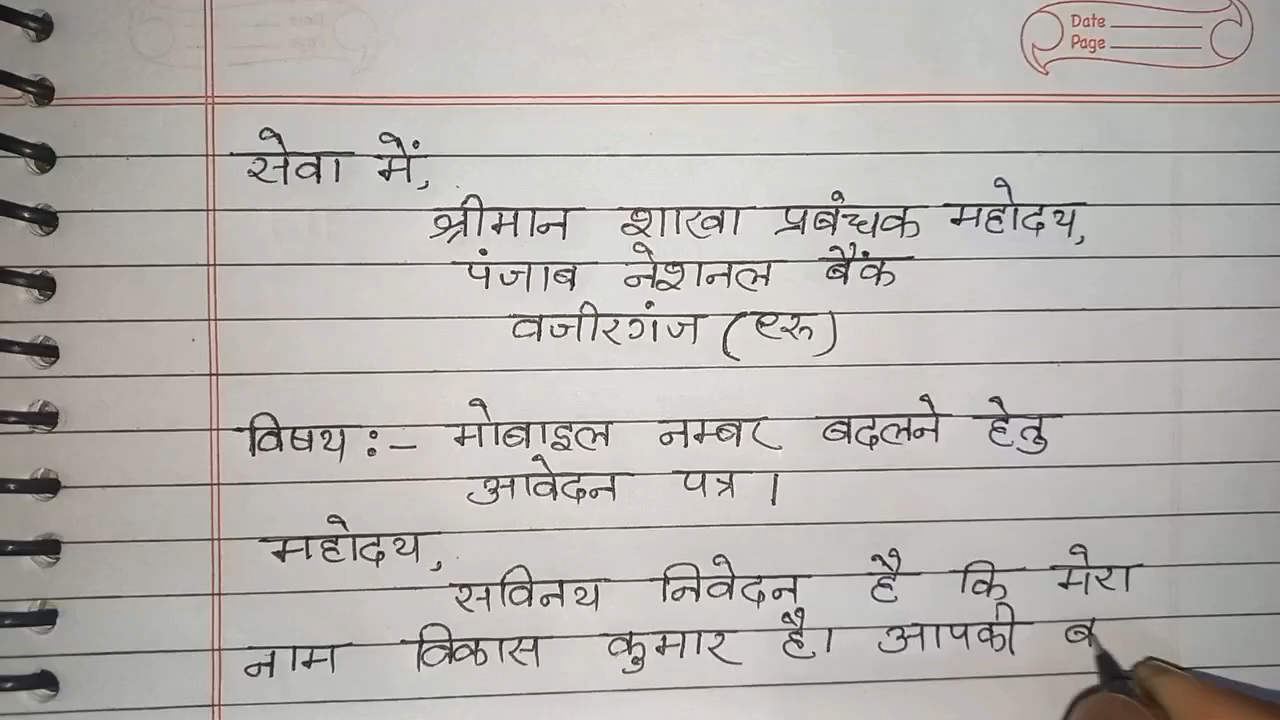 Date
Page
सेवा में,
श्रीमान शाखा प्रबंधक महोदय,
पंजाब नेशनल बैंक
वजीरगंज (एरू)
विषय :- मोबाइल नम्बर बदलने हेतु
आवेदन पत्र ।
महोदय,
सविनय निवेदन है कि मेरा
नाम विकास कुमार है। आपकी ब